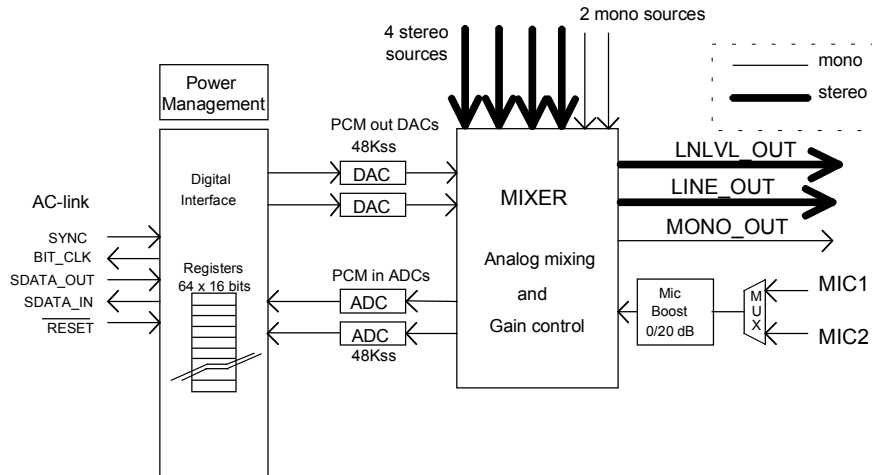 4 stereo
sources
2 mono sources
mono
stereo
Power
Management
PCM out DACs
48Kss
DAC
DAC
Digital
Interface
AC-link
SYNC
BIT_CLK
SDATA_OUT
SDATA_IN
RESET
Registers
64 x 16 bits
PCM in ADCs
ADC
ADC
48Kss
MIXER
Analog mixing
and
Gain control
LNLVL_OUT
LINE_OUT
MONO_OUT
Mic
Boost
0/20 dB
MUX
MIC1
MIC2